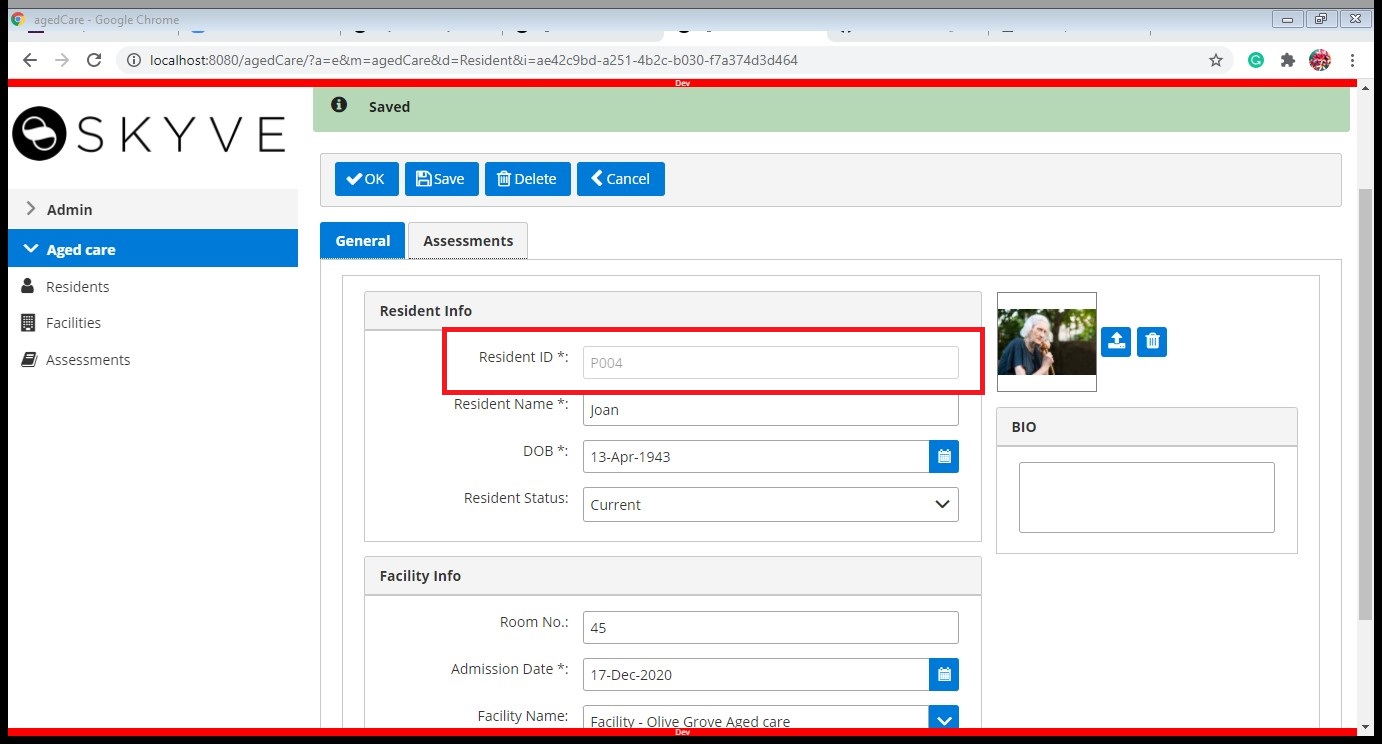 agedCare - Google Chrome
localhost:8080/agedCare/?a=e&m=agedCare&d=Resident&i=ae42c9bd-a251-4b2c-b030-f7a374d3d464
Dev
Saved
SKYVE
OK Save Delete Cancel
Admin
Aged care
Residents
Facilities
Assessments
General Assessments
Resident Info
Resident ID *: P004
Resident Name *: Joan
DOB *: 13-Apr-1943
Resident Status: Current
BIO
Facility Info
Room No.: 45
Admission Date *: 17-Dec-2020
Facility Name: Facility - Olive Grove Aged care
Dev